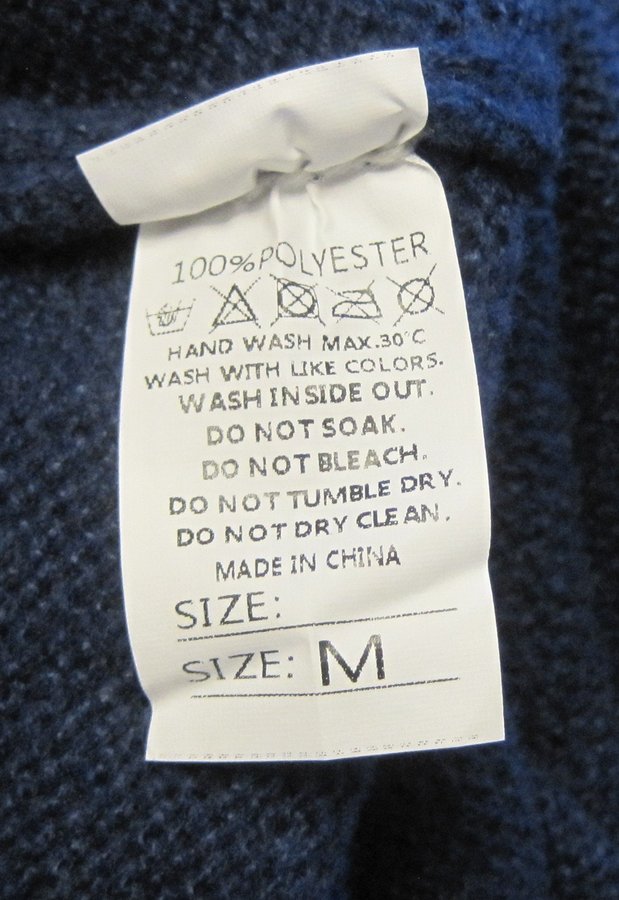 100%POLYESTER
HAND WASH MAX.30°C
WASH WITH LIKE COLORS.
WASH INSIDE OUT.
DO NOT SOAK.
DO NOT BLEACH.
DO NOT TUMBLE DRY.
DO NOT DRY CLEAN.
MADE IN CHINA
SIZE:
SIZE: M